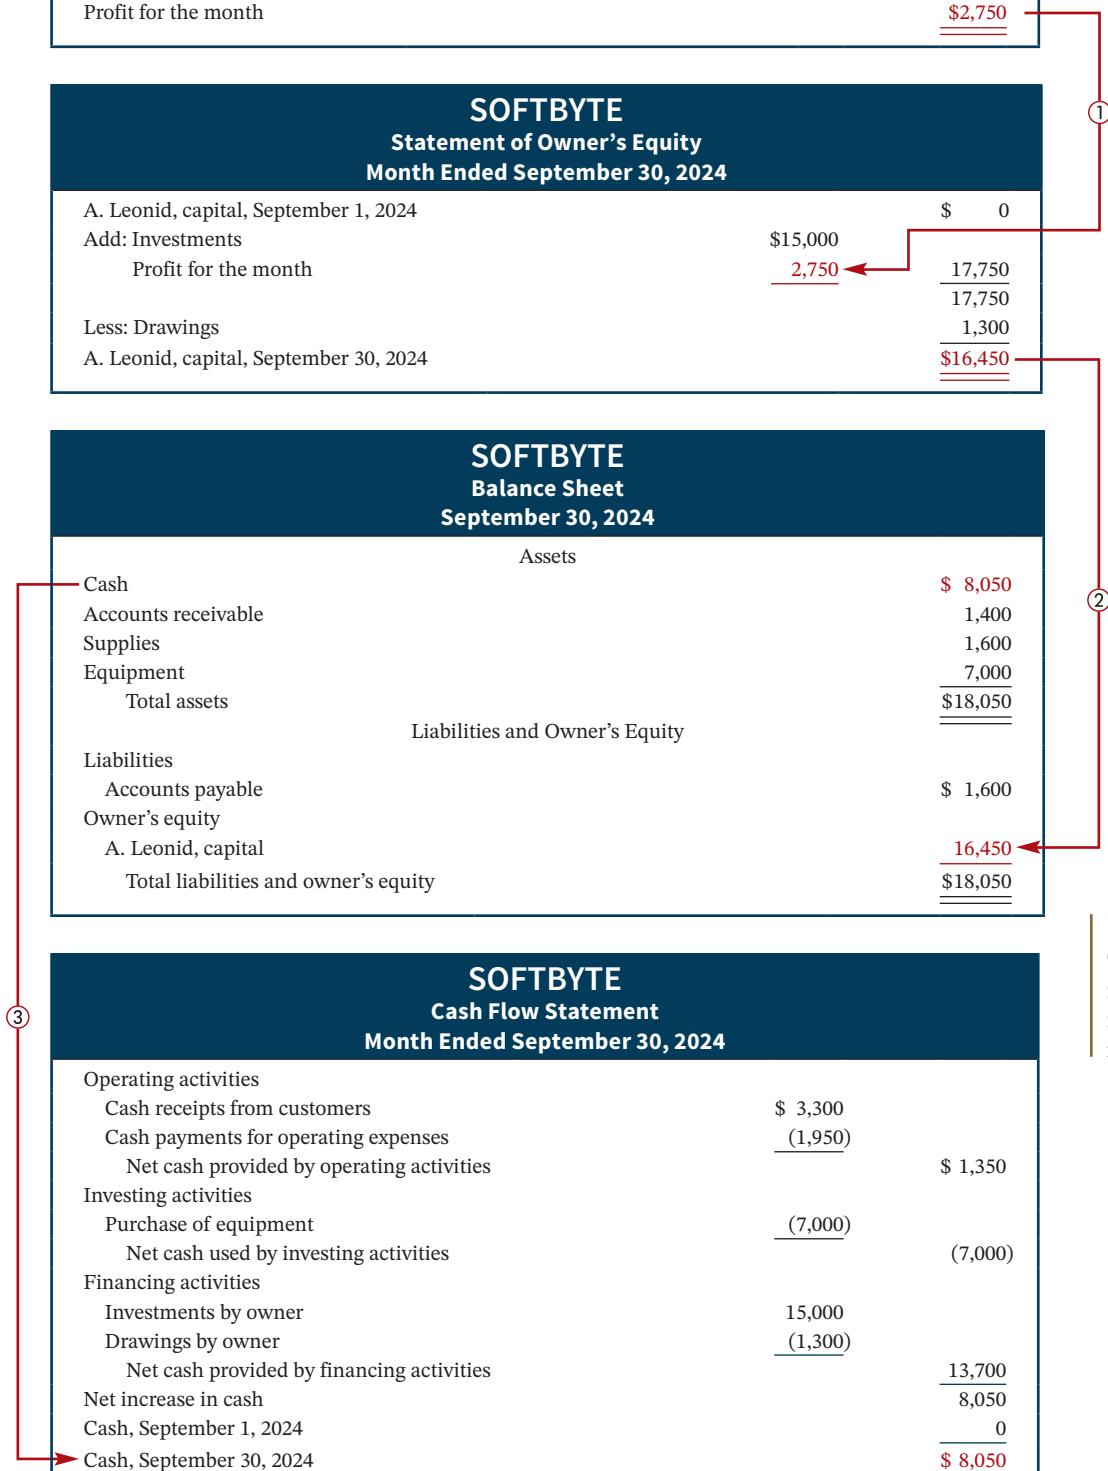 Profit for the month $2,750
1
SOFTBYTE
Statement of Owner’s Equity
Month Ended September 30, 2024
A. Leonid, capital, September 1, 2024 $ 0
Add: Investments $15,000
Profit for the month 2,750 17,750
17,750
Less: Drawings 1,300
A. Leonid, capital, September 30, 2024 $16,450
SOFTBYTE
Balance Sheet
September 30, 2024
Assets
Cash $ 8,050
Accounts receivable 1,400
2
Supplies 1,600
Equipment 7,000
Total assets $18,050
Liabilities and Owner’s Equity
Liabilities
Accounts payable $ 1,600
Owner’s equity
A. Leonid, capital 16,450
Total liabilities and owner’s equity $18,050
SOFTBYTE
Cash Flow Statement
Month Ended September 30, 2024
3
Operating activities
Cash receipts from customers $ 3,300
Cash payments for operating expenses (1,950)
Net cash provided by operating activities $ 1,350
Investing activities
Purchase of equipment (7,000)
Net cash used by investing activities (7,000)
Financing activities
Investments by owner 15,000
Drawings by owner (1,300)
Net cash provided by financing activities 13,700
Net increase in cash 8,050
Cash, September 1, 2024 0
Cash, September 30, 2024 $ 8,050